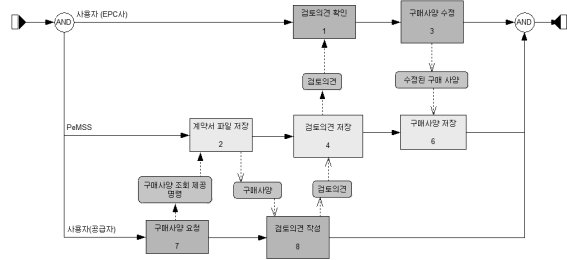 사용자 (EPC사)
AND
검토의견 확인
1
구매사양 수정
3
AND
검토의견
수정된 구매 사양
PeMSS
계약서 파일 저장
2
검토의견 저장
4
구매사양 저장
6
구매사양 조회 제공
명령
구매사양
검토의견
사용자(공급자)
구매사양 요청
7
검토의견 작성
8